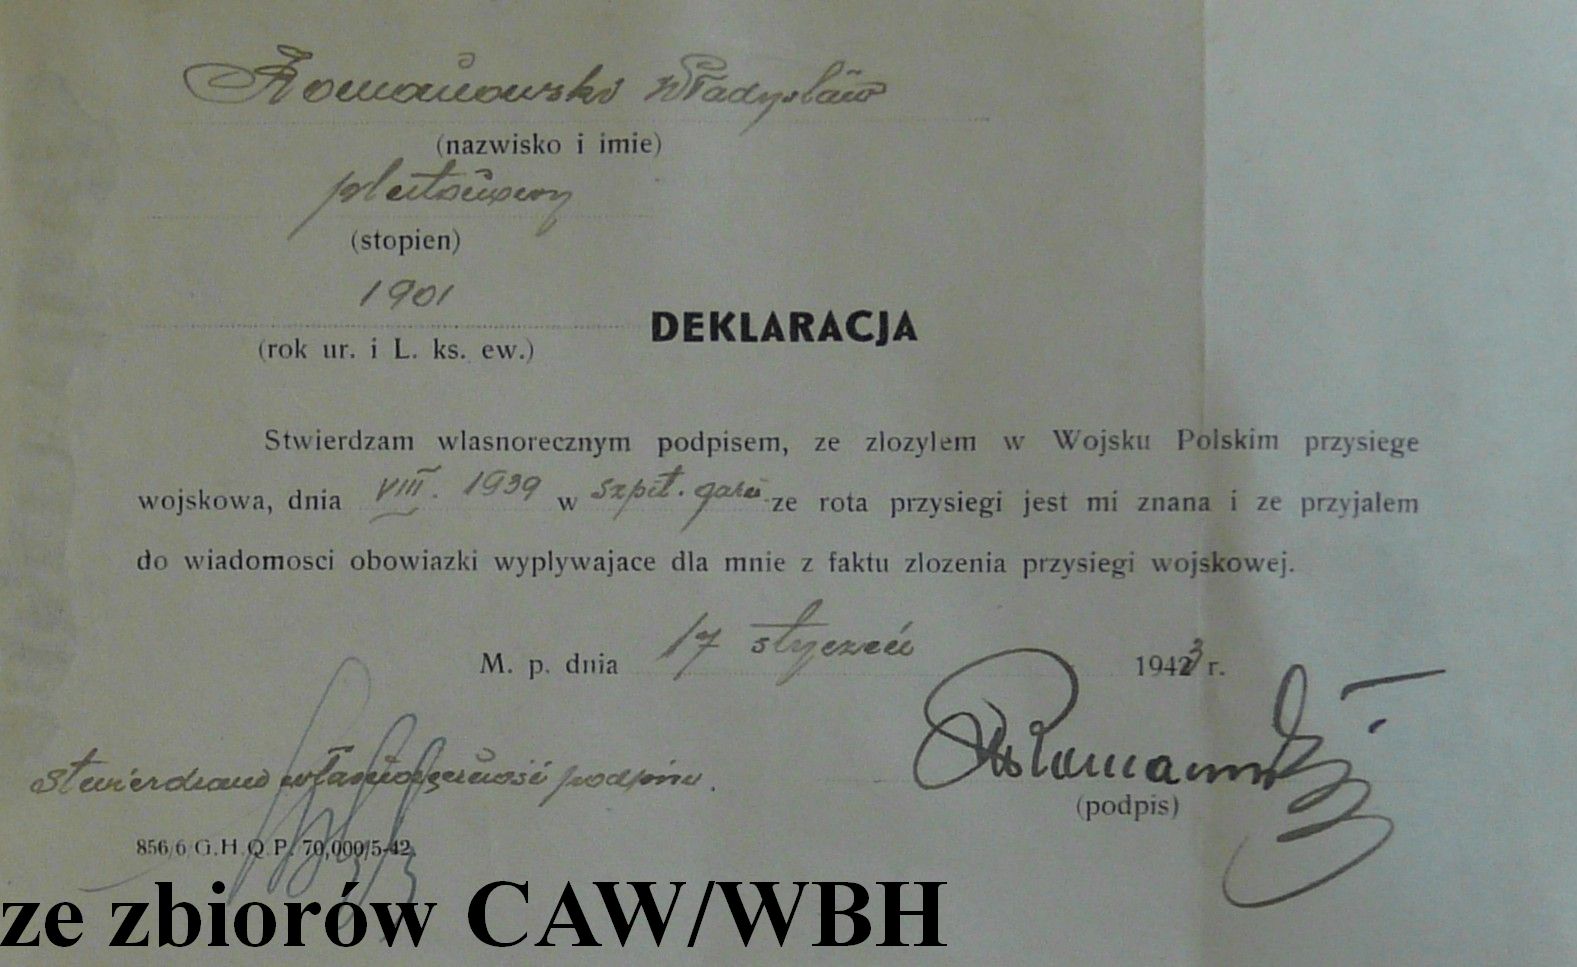 Romanowski Władysław
(nazwisko i imie)
plutonowy
(stopien)
1901
(rok ur. i L. ks. ew.)
DEKLARACJA
Stwierdzam wlasnorecznym podpisem, ze zlozylem w Wojsku Polskim przysiege
wojskowa, dnia VIII. 1939 w szpit. ze rota przysiegi jest mi znana i ze przyjalem
do wiadomosci obowiazki wyplywajace dla mnie z faktu zlozenia przysiegi wojskowej.
M. p. dnia 17 styczeń 1943 r.
stwierdzam własnoręczność podpisu.
(podpis)
856/6 G.H.Q.P. 70,000/5-42
ze zbiorów CAW/WBH